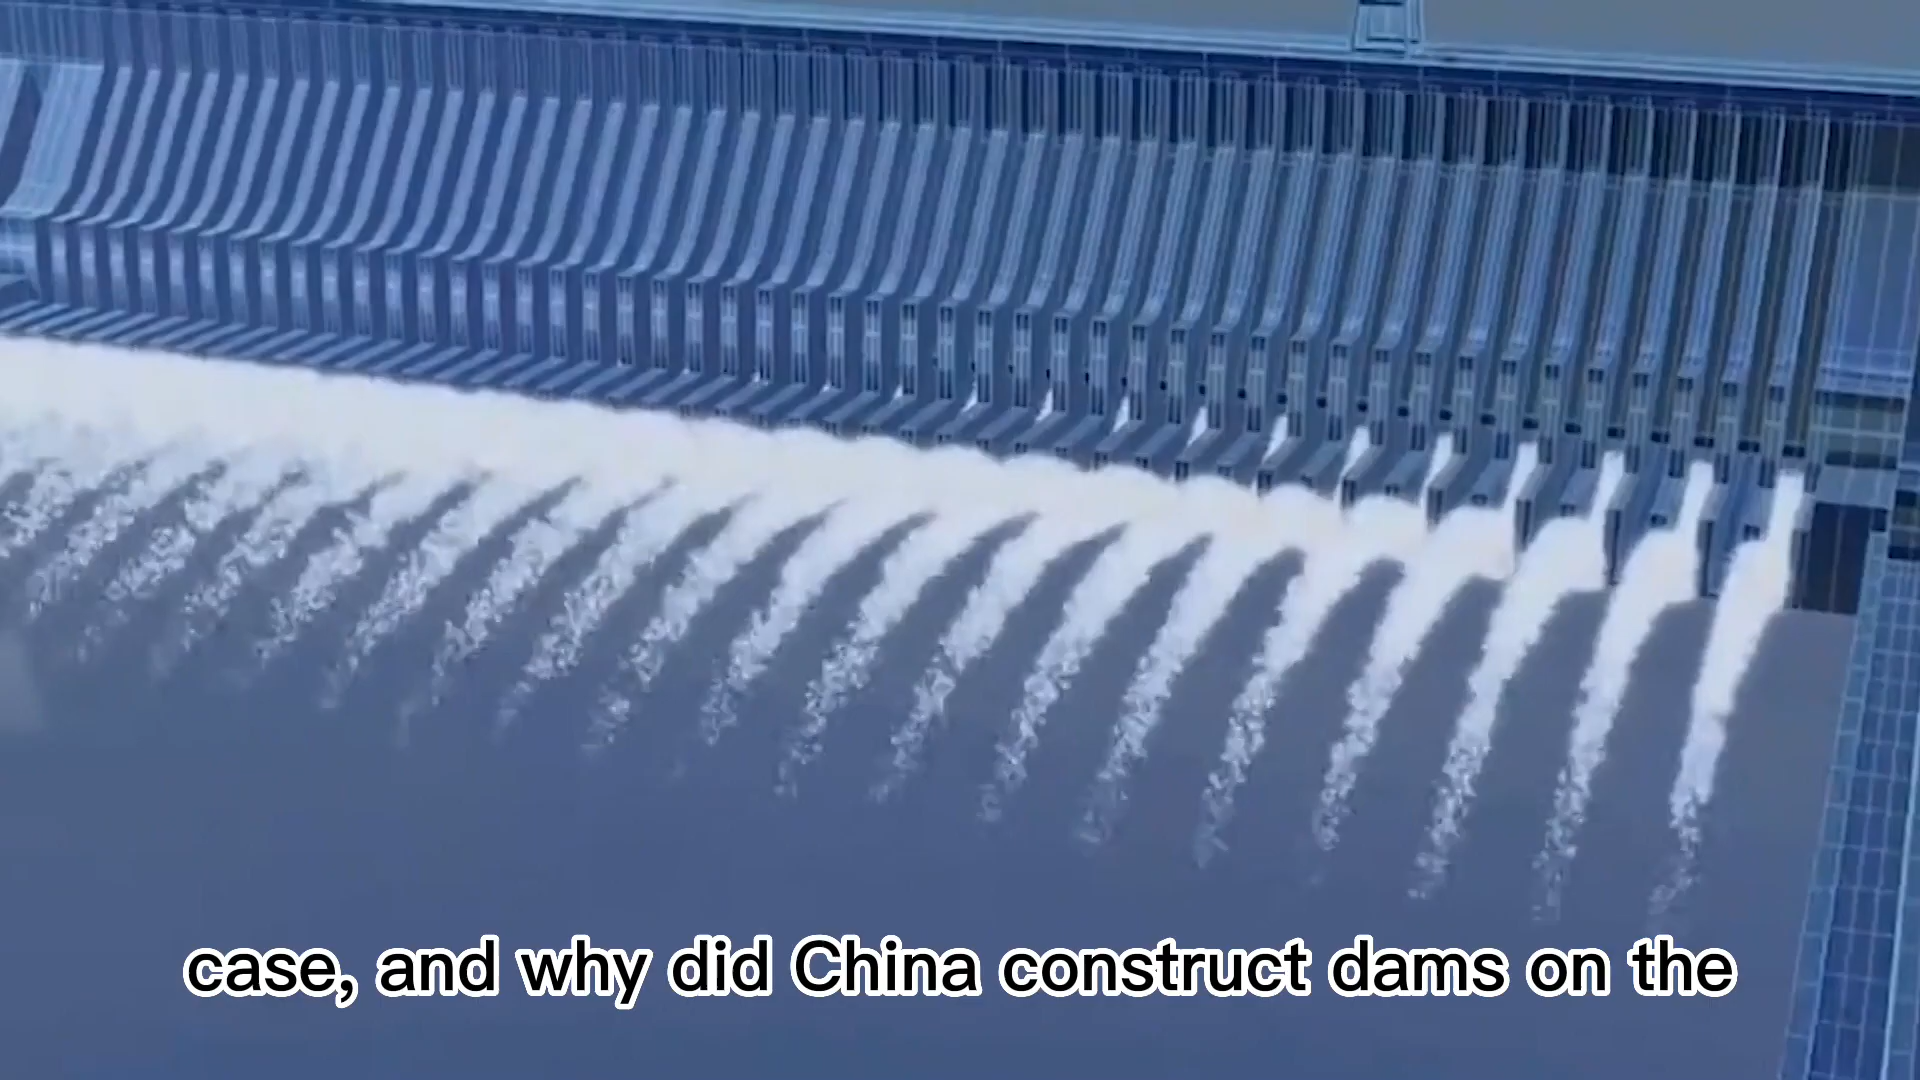 case, and why did China construct dams on the